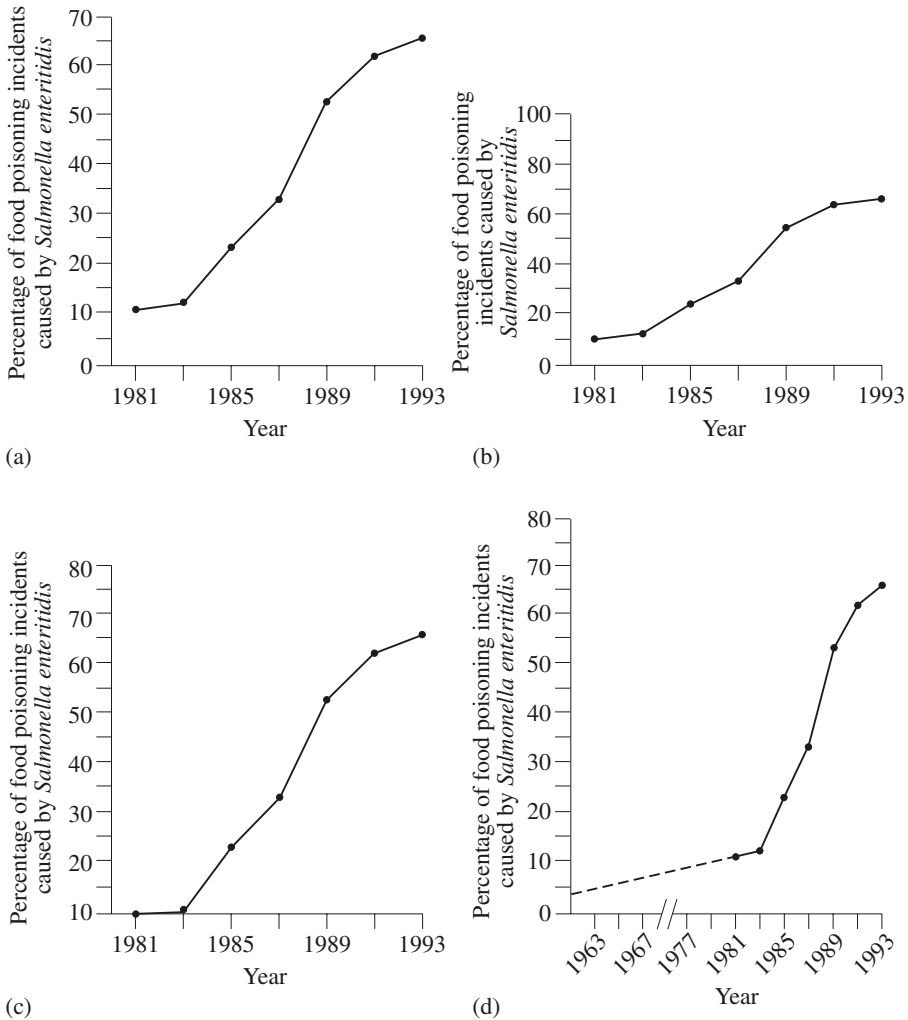 Percentage of food poisoning incidents
caused by Salmonella enteritidis
70
60
50
40
30
20
10
0
1981 1985 1989 1993
Year
(a)
Percentage of food poisoning
incidents caused by
Salmonella enteritidis
100
80
60
40
20
0
1981 1985 1989 1993
Year
(b)
Percentage of food poisoning incidents
caused by Salmonella enteritidis
80
70
60
50
40
30
20
10
1981 1985 1989 1993
Year
(c)
Percentage of food poisoning incidents
caused by Salmonella enteritidis
80
70
60
50
40
30
20
10
0
1963 1967 1977 1981 1985 1989 1993
Year
(d)